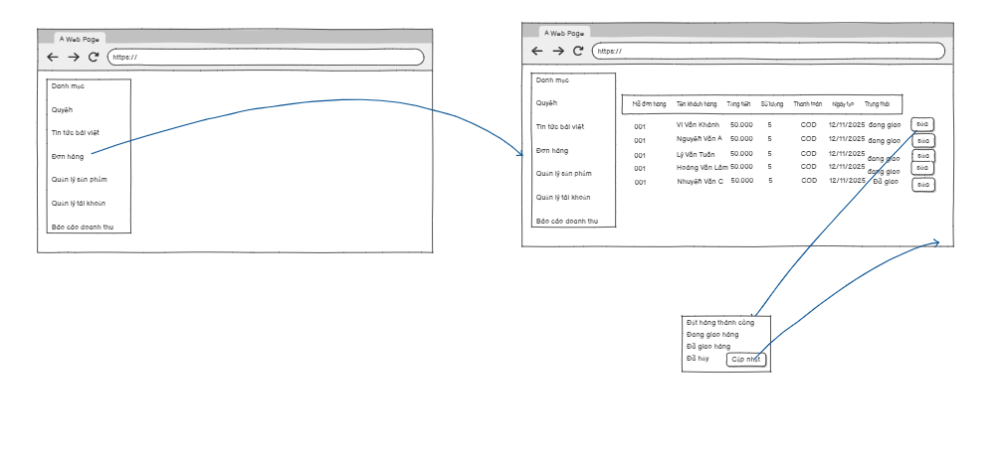 A Web Page
https://
Danh mục
Quyền
Tin tức bài viết
Đơn hàng
Quản lý sản phẩm
Quản lý tài khoản
Báo cáo doanh thu
A Web Page
https://
Danh mục
Quyền
Tin tức bài viết
Đơn hàng
Quản lý sản phẩm
Quản lý tài khoản
Báo cáo doanh thu
Mã đơn hàng Tên khách hàng Tổng tiền Số lượng Thanh toán Ngày tạo Trạng thái
001 Vi Văn Khánh 50.000 5 COD 12/11/2025 đang giao Sửa
001 Nguyễn Văn A 50.000 5 COD 12/11/2025 đang giao Sửa
001 Lý Văn Tuấn 50.000 5 COD 12/11/2025 đang giao Sửa
001 Hoàng Văn Lâm 50.000 5 COD 12/11/2025 đang giao Sửa
001 Nhuyễn Văn C 50.000 5 COD 12/11/2025 Đã giao Sửa
Đặt hàng thành công
Đang giao hàng
Đã giao hàng
Đã hủy Cập nhật